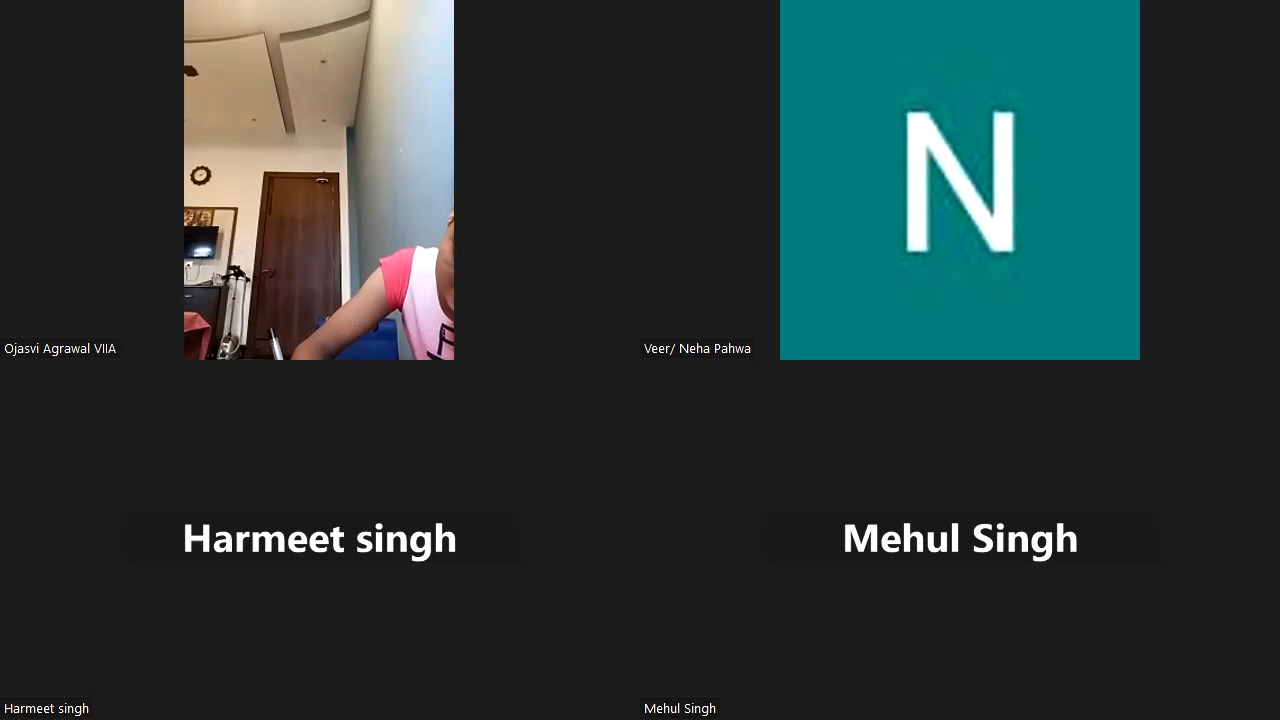 Ojasvi Agrawal VIIA
N
Veer/ Neha Pahwa
Harmeet singh
Mehul Singh
Harmeet singh
Mehul Singh